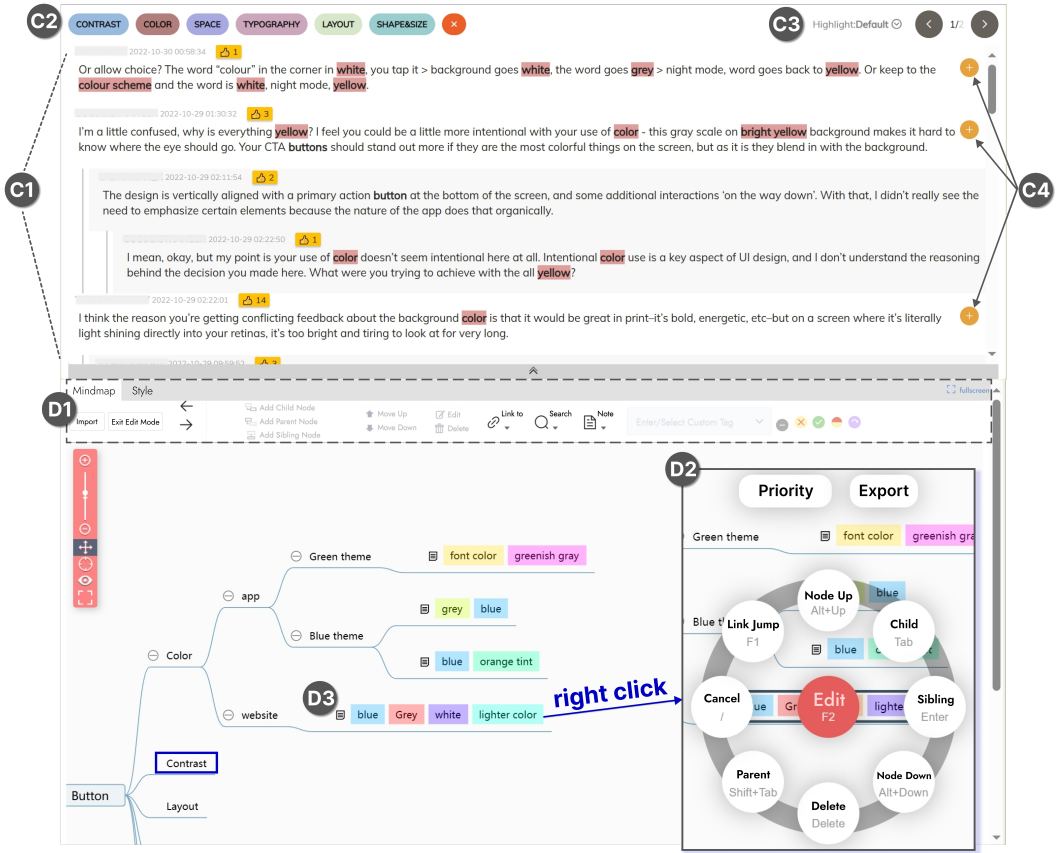 C2
CONTRAST COLOR SPACE TYPOGRAPHY LAYOUT SHAPE&SIZE ×
C3 Highlight:Default 1/2
2022-10-30 00:58:34 1
Or allow choice? The word “colour” in the corner in white, you tap it > background goes white, the word goes grey > night mode, word goes back to yellow. Or keep to the
colour scheme and the word is white, night mode, yellow.
2022-10-29 01:30:32 3
I’m a little confused, why is everything yellow? I feel you could be a little more intentional with your use of color - this gray scale on bright yellow background makes it hard to
know where the eye should go. Your CTA buttons should stand out more if they are the most colorful things on the screen, but as it is they blend in with the background.
C1
C4
2022-10-29 02:11:54 2
The design is vertically aligned with a primary action button at the bottom of the screen, and some additional interactions ‘on the way down’. With that, I didn’t really see the
need to emphasize certain elements because the nature of the app does that organically.
2022-10-29 02:22:50 1
I mean, okay, but my point is your use of color doesn’t seem intentional here at all. Intentional color use is a key aspect of UI design, and I don’t understand the reasoning
behind the decision you made here. What were you trying to achieve with the all yellow?
2022-10-29 02:22:01 14
I think the reason you’re getting conflicting feedback about the background color is that it would be great in print–it’s bold, energetic, etc–but on a screen where it’s literally
light shining directly into your retinas, it’s too bright and tiring to look at for very long.
2022-10-29 09:59:52 3
Mindmap Style fullscreen
D1
Import Exit Edit Mode
Add Child Node
Add Parent Node
Add Sibling Node
Move Up
Move Down
Edit
Delete
Link to
Search
Note
Enter/Select Custom Tag
D2
Priority Export
Green theme font color greenish gray
app
grey blue
Blue theme
blue orange tint
Color
D3
website blue Grey white lighter color
right click
Contrast
Button
Layout
Green theme font color greenish gra
blue
Blue t
blue
Node Up
Alt+Up
Link Jump
F1
Child
Tab
Cancel
/
ue Gr
Edit
F2
lighte
Sibling
Enter
Parent
Shift+Tab
Node Down
Alt+Down
Delete
Delete